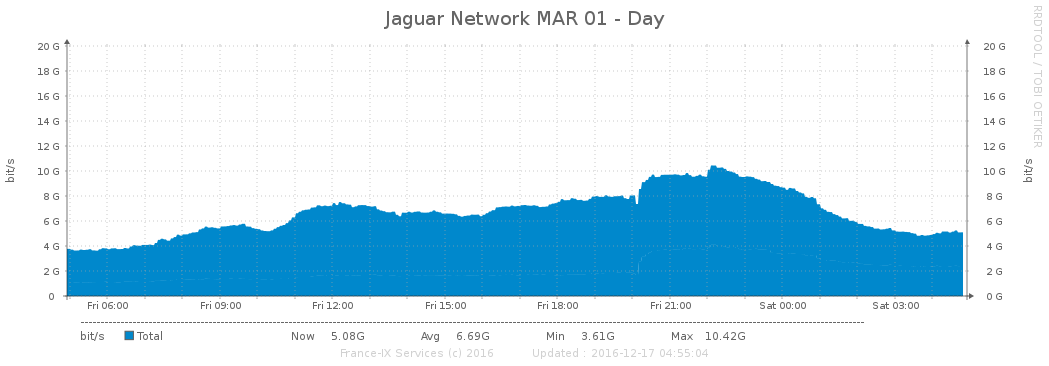 Jaguar Network MAR 01 - Day
RRDTOOL / TOBI OETIKER
bit/s
bit/s
20 G 20 G
18 G 18 G
16 G 16 G
14 G 14 G
12 G 12 G
10 G 10 G
8 G 8 G
6 G 6 G
4 G 4 G
2 G 2 G
0 0 G
Fri 06:00 Fri 09:00 Fri 12:00 Fri 15:00 Fri 18:00 Fri 21:00 Sat 00:00 Sat 03:00
bit/s Total Now 5.08G Avg 6.69G Min 3.61G Max 10.42G
France-IX Services (c) 2016 Updated : 2016-12-17 04:55:04